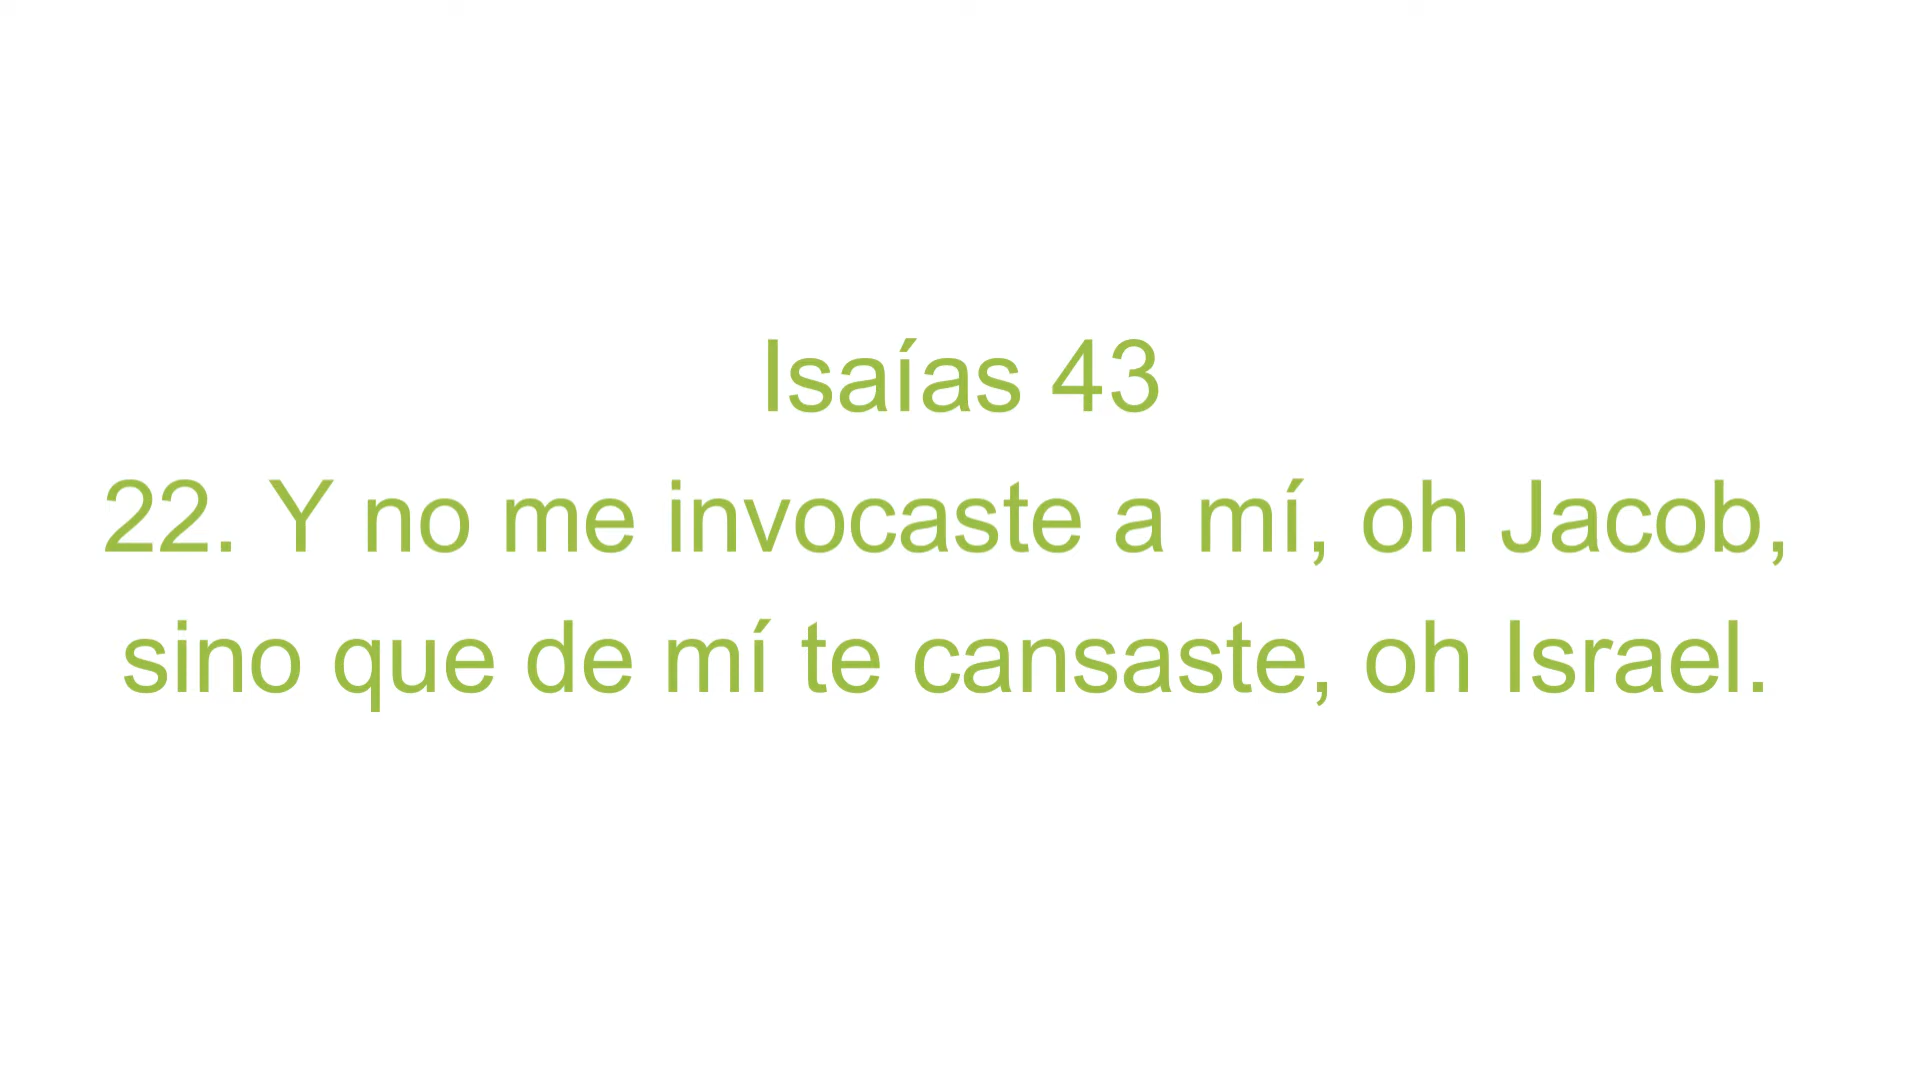 Isaías 43
22. Y no me invocaste a mí, oh Jacob,
sino que de mí te cansaste, oh Israel.